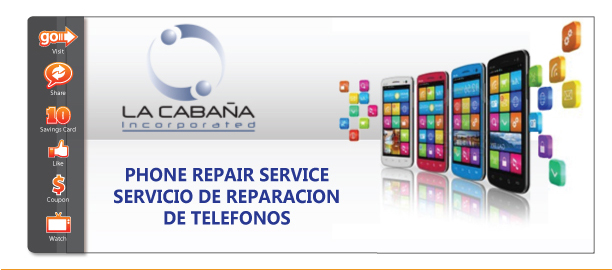 go
Visit
Share
10
Savings Card
Like
$
Coupon
Watch
LA CABAÑA
Incorporated
PHONE REPAIR SERVICE
SERVICIO DE REPARACION
DE TELEFONOS